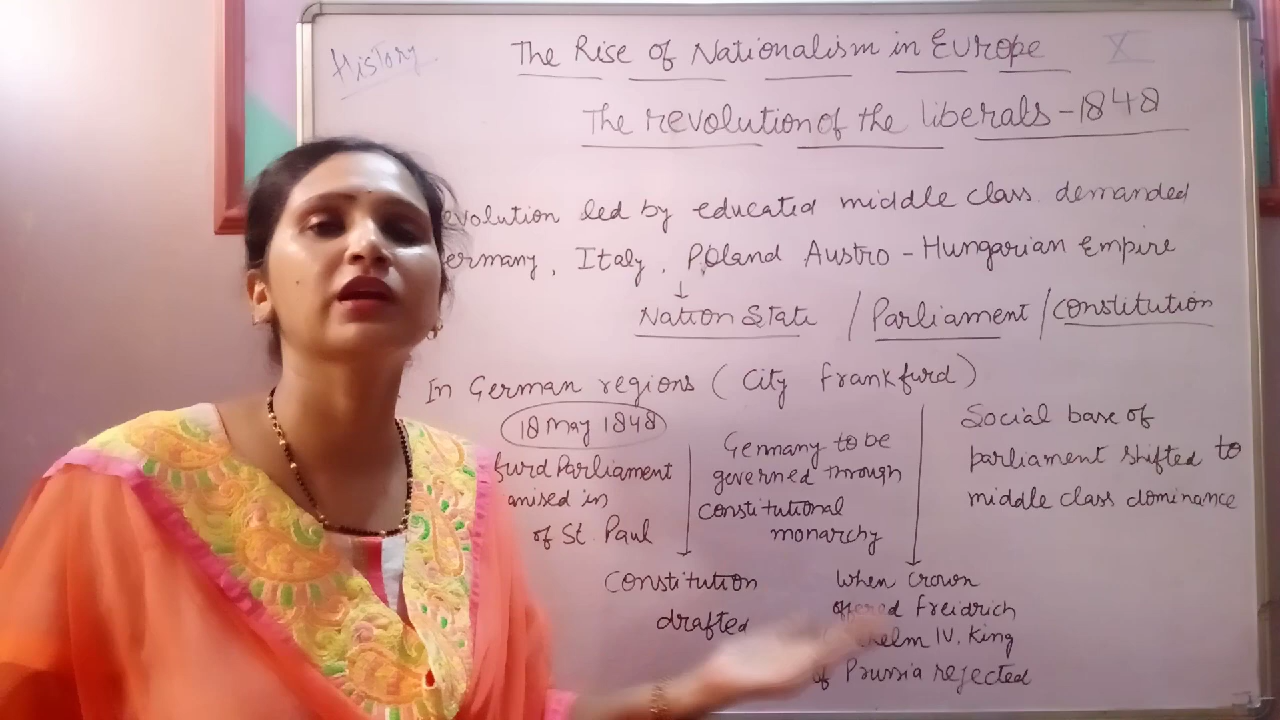 History
The Rise of Nationalism in Europe X
The revolution of the liberals - 1848
evolution led by educated middle class demanded
ermany, Italy, Poland Austro - Hungarian Empire
↓
Nation State / Parliament / Constitution
In German regions ( City Frankfurd )
18 May 1848
furd Parliament
anised in
of St. Paul
Constitution
drafted
Germany to be
governed through
constitutional
monarchy
When Crown
offered Freidrich
helm IV. King
of Prussia rejected
Social base of
parliament shifted to
middle class dominance